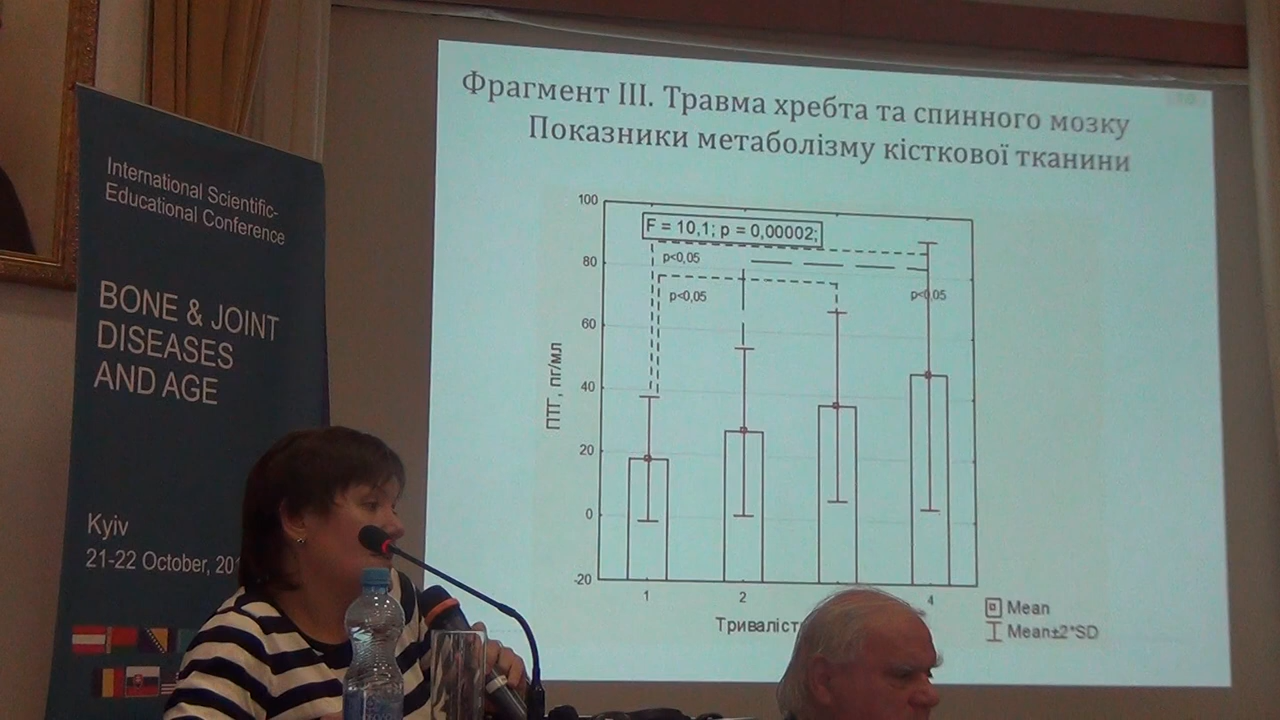 International Scientific-
Educational Conference
BONE & JOINT
DISEASES
AND AGE
Kyiv
21-22 October, 201
Фрагмент III. Травма хребта та спинного мозку
Показники метаболізму кісткової тканини
100
80
60
40
20
0
-20
ПТГ, пг/мл
F = 10,1; p = 0,00002;
p<0,05
p<0,05
p<0,05
1
2
4
Триваліст
Mean
Mean±2*SD